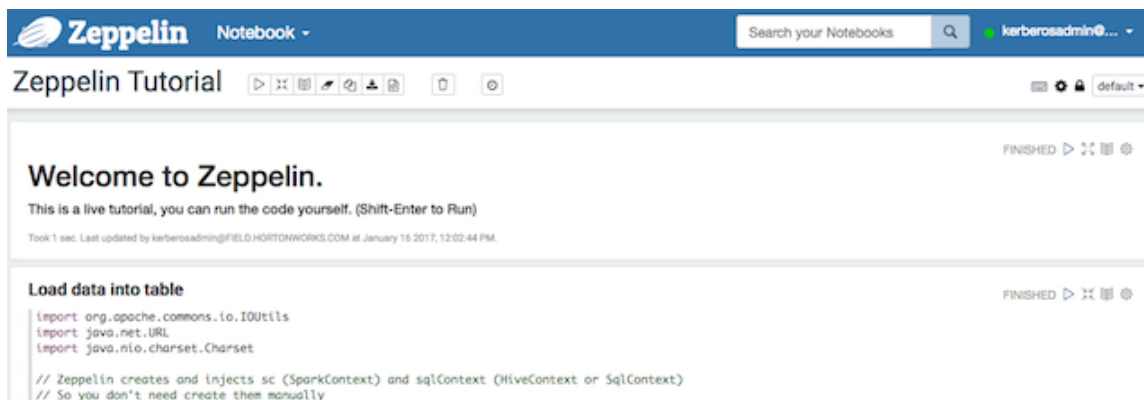 Zeppelin Notebook Search your Notebooks kerberosadmin@...
Zeppelin Tutorial default
FINISHED
Welcome to Zeppelin.
This is a live tutorial, you can run the code yourself. (Shift-Enter to Run)
Took 1 sec. Last updated by kerberosadmin@FIELD.HORTONWORKS.COM at January 16 2017, 12:02:44 PM.
Load data into table FINISHED
import org.apache.commons.io.IOUtils
import java.net.URL
import java.nio.charset.Charset
// Zeppelin creates and injects sc (SparkContext) and sqlContext (HiveContext or SqlContext)
// So you don't need create them manually